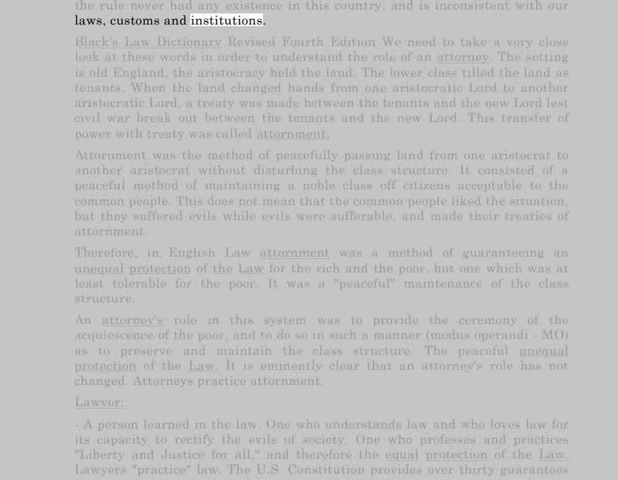 the rule never had any existence in this country, and is inconsistent with our
laws, customs and institutions.
Black's Law Dictionary Revised Fourth Edition We need to take a very close
look at these words in order to understand the role of an attorney. The setting
is old England, the aristocracy held the land. The lower class tilled the land as
tenants. When the land changed hands from one aristocratic Lord to another
aristocratic Lord, a treaty was made between the tenants and the new Lord lest
civil war break out between the tenants and the new Lord. This transfer of
power with treaty was called attornment.
Attornment was the method of peacefully passing land from one aristocrat to
another aristocrat without disturbing the class structure. It consisted of a
peaceful method of maintaining a noble class off citizens acceptable to the
common people. This does not mean that the common people liked the situation,
but they suffered evils while evils were sufferable, and made their treaties of
attornment.
Therefore, in English Law attornment was a method of guaranteeing an
unequal protection of the Law for the rich and the poor, but one which was at
least tolerable for the poor. It was a "peaceful" maintenance of the class
structure.
An attorney's role in this system was to provide the ceremony of the
acquiescence of the poor, and to do so in such a manner (modus operandi - MO)
as to preserve and maintain the class structure. The peaceful unequal
protection of the Law. It is eminently clear that an attorney's role has not
changed. Attorneys practice attornment.
Lawyer:
- A person learned in the law. One who understands law and who loves law for
its capacity to rectify the evils of society. One who professes and practices
"Liberty and Justice for all," and therefore the equal protection of the Law.
Lawyers "practice" law. The U.S. Constitution provides over thirty guarantees